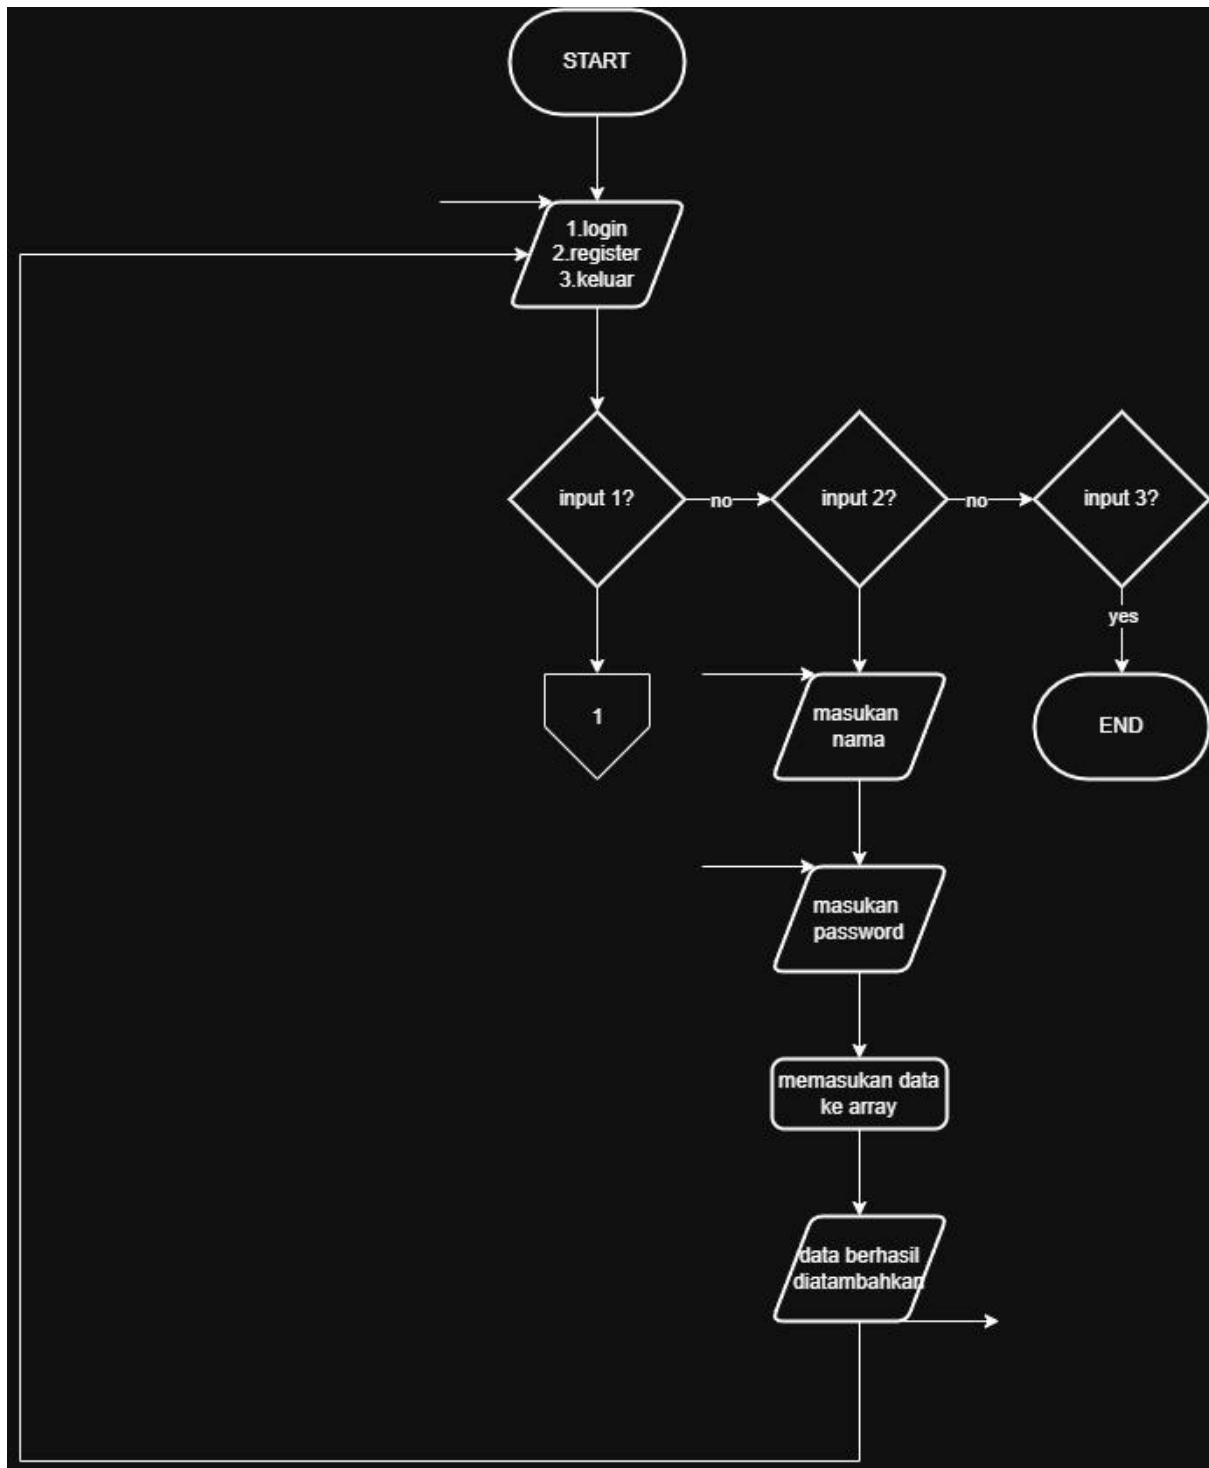 START
1.login
2.register
3.keluar
input 1?
no
input 2?
no
input 3?
yes
1
masukan
nama
END
masukan
password
memasukan data
ke array
data berhasil
diatambahkan